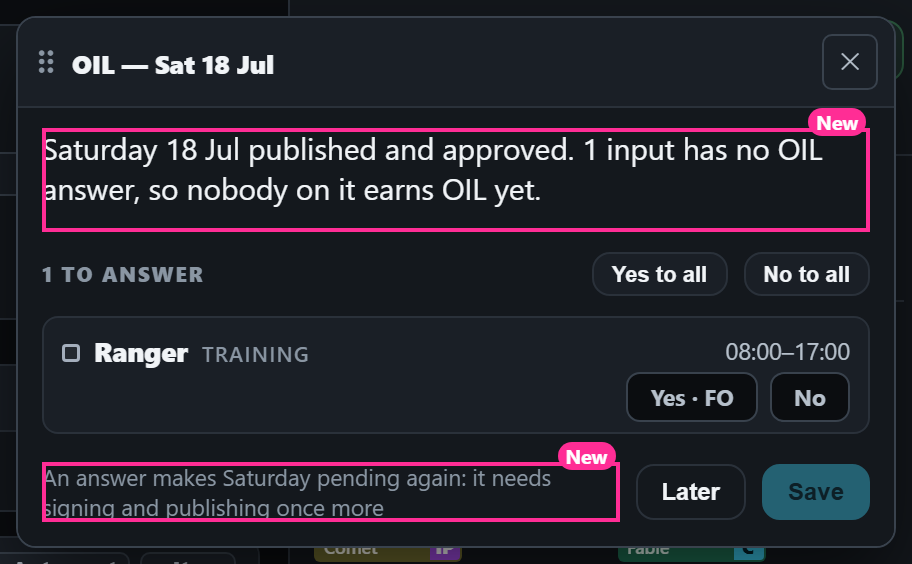 OIL — Sat 18 Jul
New
Saturday 18 Jul published and approved. 1 input has no OIL
answer, so nobody on it earns OIL yet.
1 TO ANSWER
Yes to all
No to all
Ranger TRAINING
08:00–17:00
Yes · FO
No
New
An answer makes Saturday pending again: it needs
signing and publishing once more
Later
Save
Comet
Fable